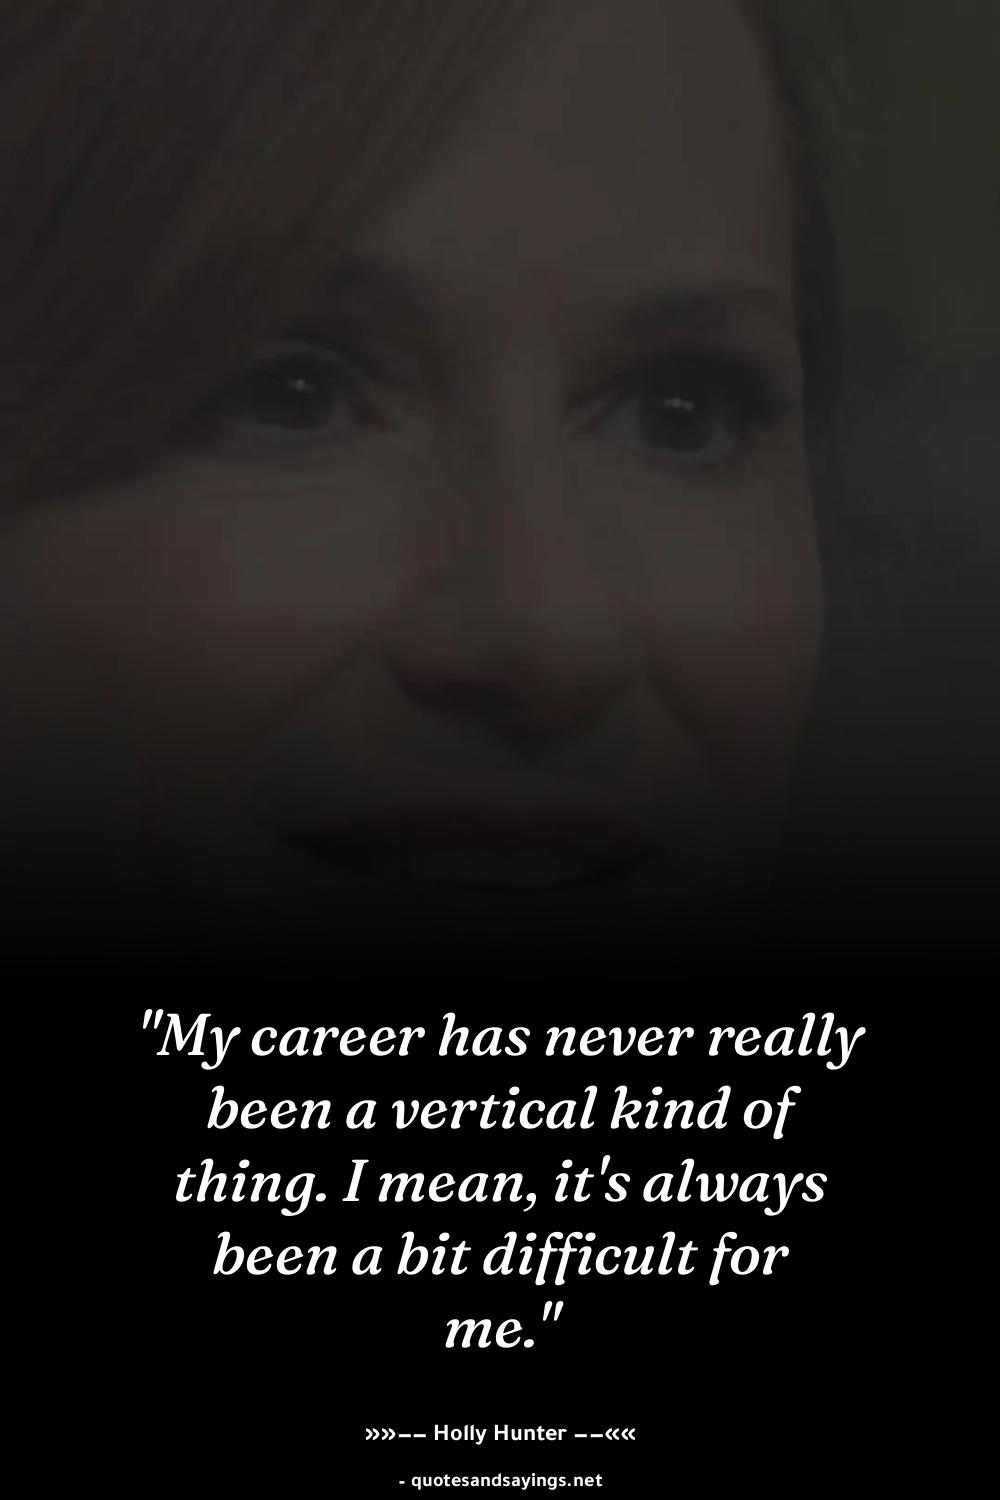 "My career has never really
been a vertical kind of
thing. I mean, it's always
been a bit difficult for
me."
»»-- Holly Hunter --««
- quotesandsayings.net